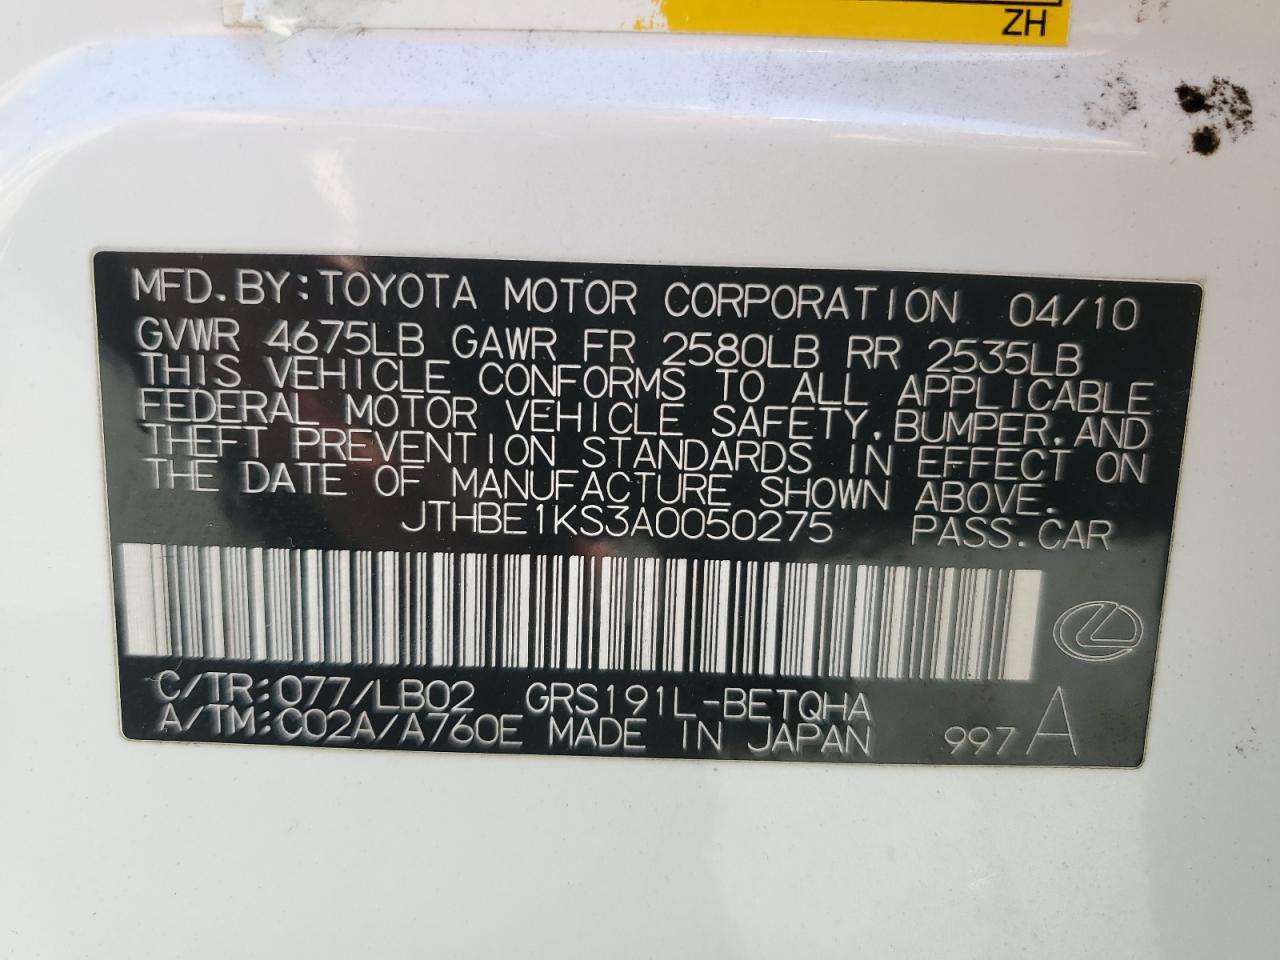 ZH
MFD.BY:TOYOTA MOTOR CORPORATION 04/10
GVWR 4675LB GAWR FR 2580LB RR 2535LB
THIS VEHICLE CONFORMS TO ALL APPLICABLE
FEDERAL MOTOR VEHICLE SAFETY,BUMPER,AND
THEFT PREVENTION STANDARDS IN EFFECT ON
THE DATE OF MANUFACTURE SHOWN ABOVE.
JTHBE1KS3A0050275 PASS.CAR
C/TR:077/LB02 GRS191L-BETQHA
A/TM:C02A/A760E MADE IN JAPAN 997 A